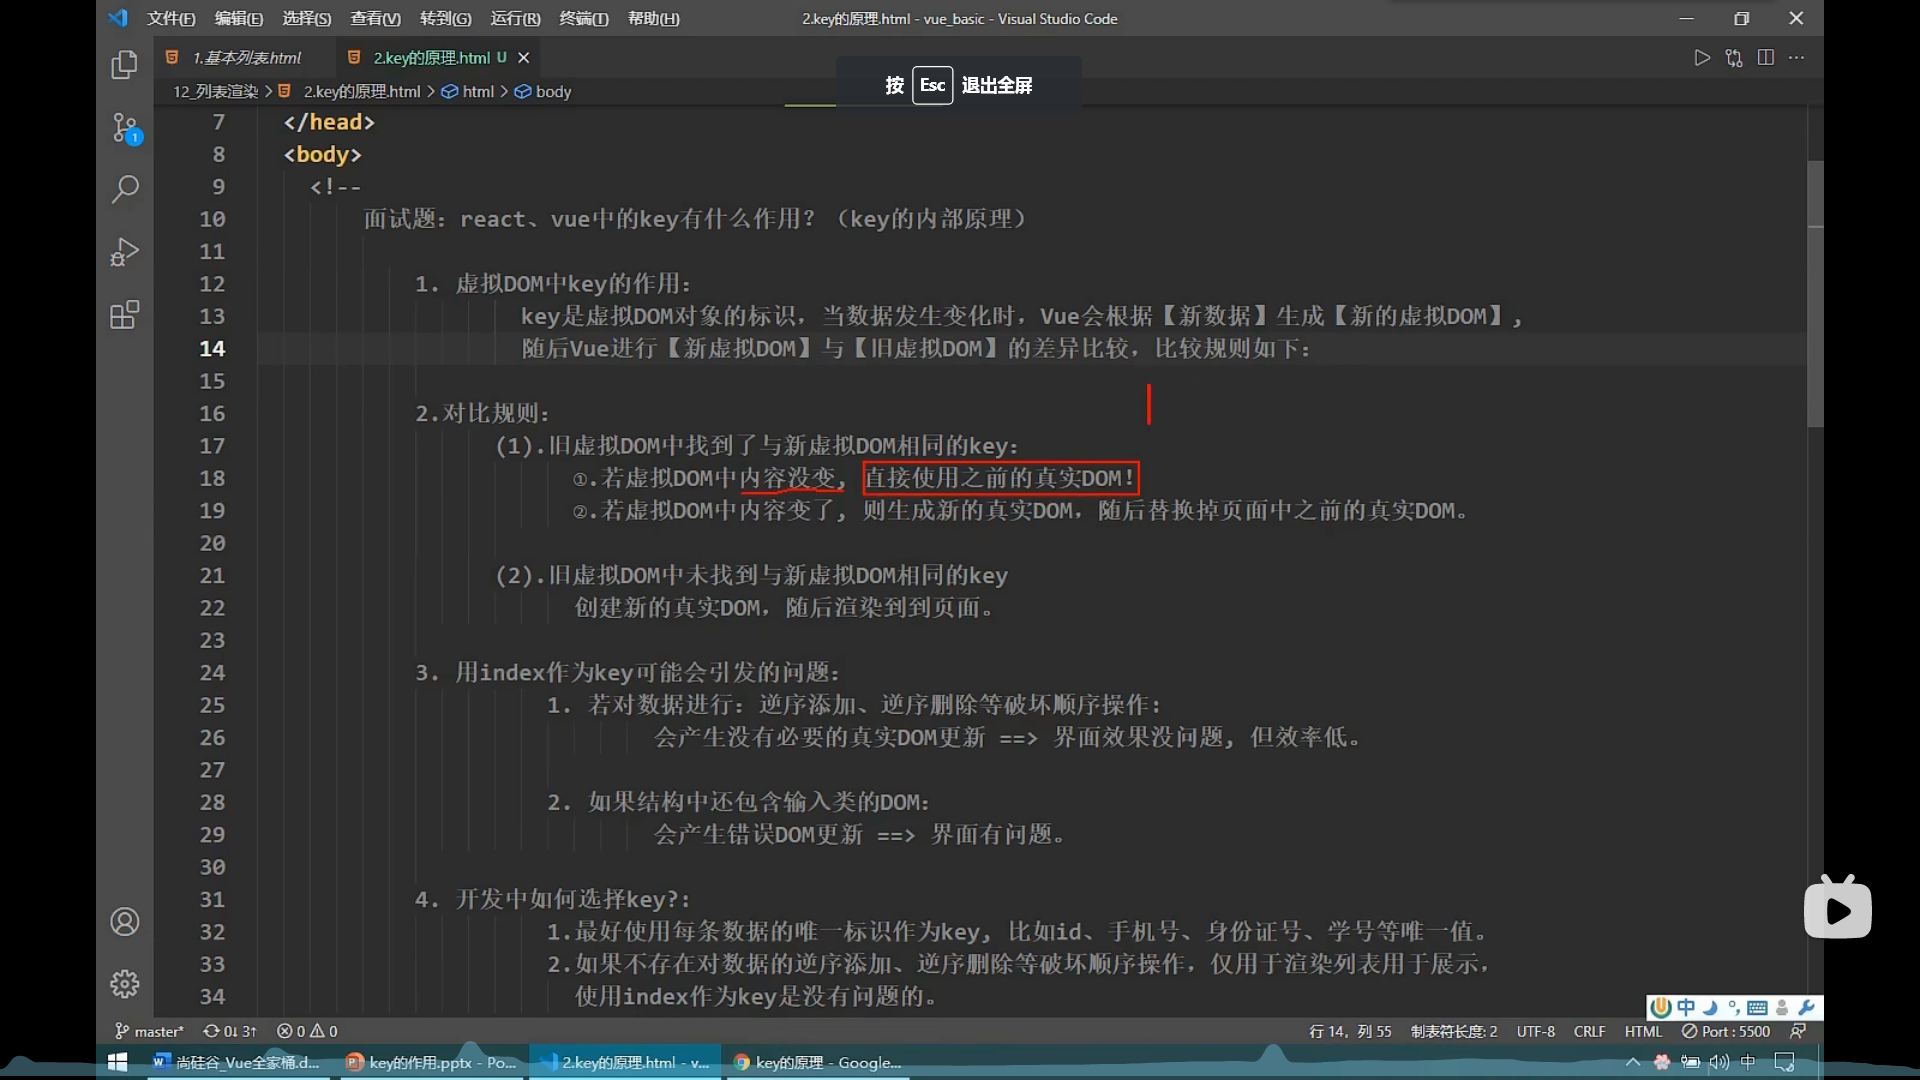 文件(F) 编辑(E) 选择(S) 查看(V) 转到(G) 运行(R) 终端(T) 帮助(H) 2.key的原理.html - vue_basic - Visual Studio Code
1.基本列表.html 2.key的原理.html U
12_列表渲染 > 2.key的原理.html > html > body
按 Esc 退出全屏
7 </head>
8 <body>
9 <!--
10 面试题：react、vue中的key有什么作用？（key的内部原理）
11
12 1. 虚拟DOM中key的作用：
13 key是虚拟DOM对象的标识，当数据发生变化时，Vue会根据【新数据】生成【新的虚拟DOM】,
14 随后Vue进行【新虚拟DOM】与【旧虚拟DOM】的差异比较，比较规则如下：
15
16 2.对比规则：
17 (1).旧虚拟DOM中找到了与新虚拟DOM相同的key：
18 ①.若虚拟DOM中内容没变, 直接使用之前的真实DOM！
19 ②.若虚拟DOM中内容变了, 则生成新的真实DOM，随后替换掉页面中之前的真实DOM。
20
21 (2).旧虚拟DOM中未找到与新虚拟DOM相同的key
22 创建新的真实DOM，随后渲染到到页面。
23
24 3. 用index作为key可能会引发的问题：
25 1. 若对数据进行：逆序添加、逆序删除等破坏顺序操作:
26 会产生没有必要的真实DOM更新 ==> 界面效果没问题, 但效率低。
27
28 2. 如果结构中还包含输入类的DOM：
29 会产生错误DOM更新 ==> 界面有问题。
30
31 4. 开发中如何选择key?:
32 1.最好使用每条数据的唯一标识作为key, 比如id、手机号、身份证号、学号等唯一值。
33 2.如果不存在对数据的逆序添加、逆序删除等破坏顺序操作，仅用于渲染列表用于展示，
34 使用index作为key是没有问题的。
1
中
master* 0↓ 3↑ 0 0 行 14，列 55 制表符长度: 2 UTF-8 CRLF HTML Port : 5500
尚硅谷_Vue全家桶.d... key的作用.pptx - Po... 2.key的原理.html - v... key的原理 - Google... 中